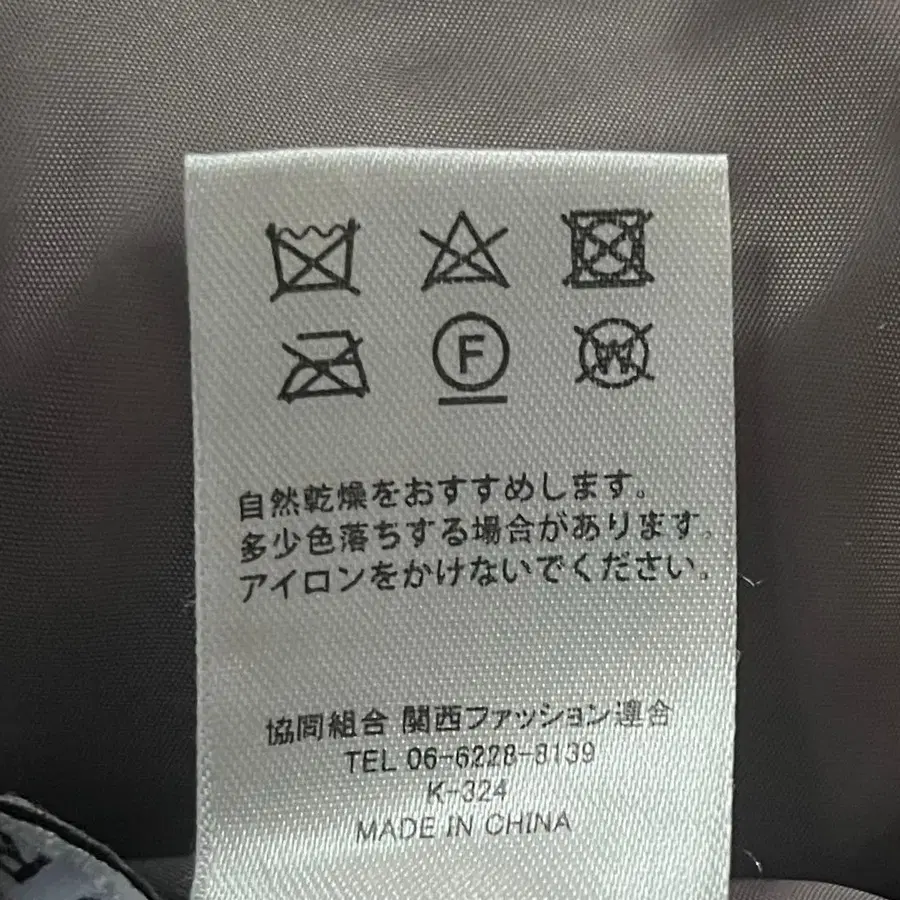 F
W
自然乾燥をおすすめします。
多少色落ちする場合があります。
アイロンをかけないでください。
協同組合 関西ファッション連合
TEL 06-6228-8139
K-324
MADE IN CHINA